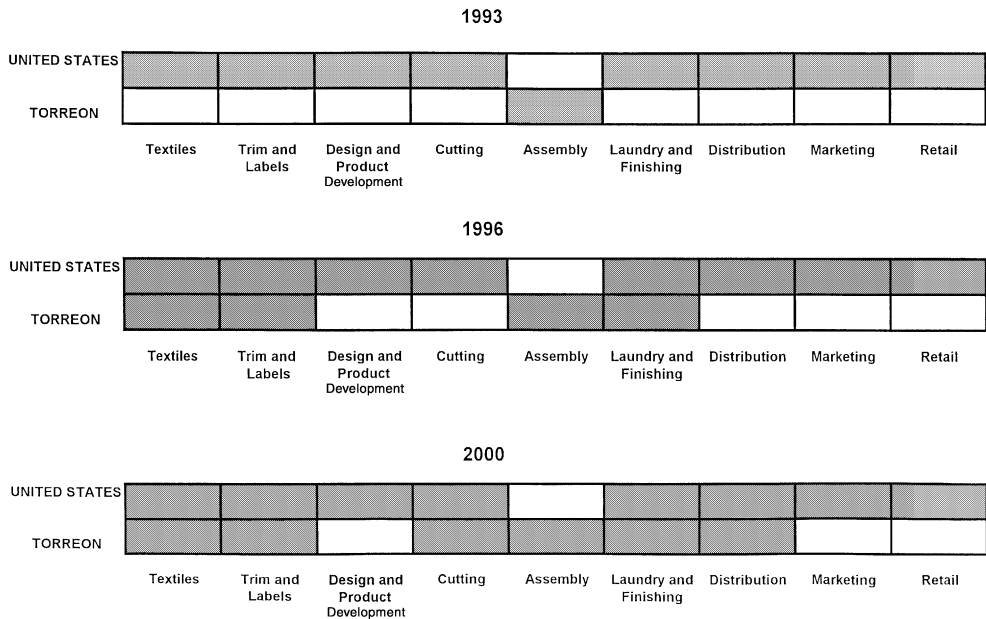 1993
UNITED STATES
TORREON
Textiles Trim and Design and Cutting Assembly Laundry and Distribution Marketing Retail
Labels Product Finishing
Development
1996
UNITED STATES
TORREON
Textiles Trim and Design and Cutting Assembly Laundry and Distribution Marketing Retail
Labels Product Finishing
Development
2000
UNITED STATES
TORREON
Textiles Trim and Design and Cutting Assembly Laundry and Distribution Marketing Retail
Labels Product Finishing
Development